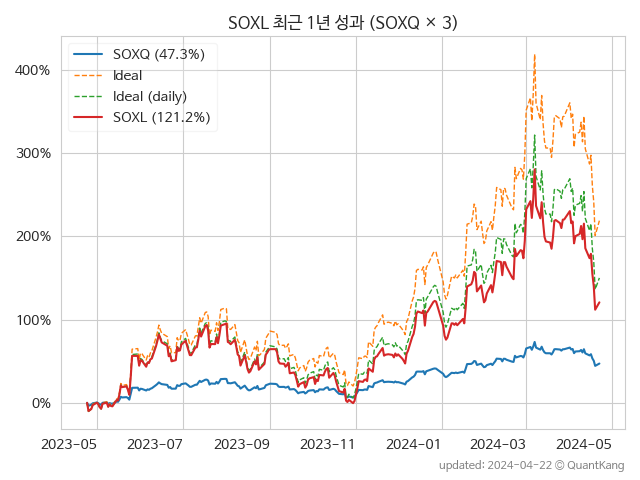 SOXL 최근 1년 성과 (SOXQ × 3)
SOXQ (47.3%)
Ideal
Ideal (daily)
SOXL (121.2%)
400%
300%
200%
100%
0%
2023-05 2023-07 2023-09 2023-11 2024-01 2024-03 2024-05
updated: 2024-04-22 © QuantKang